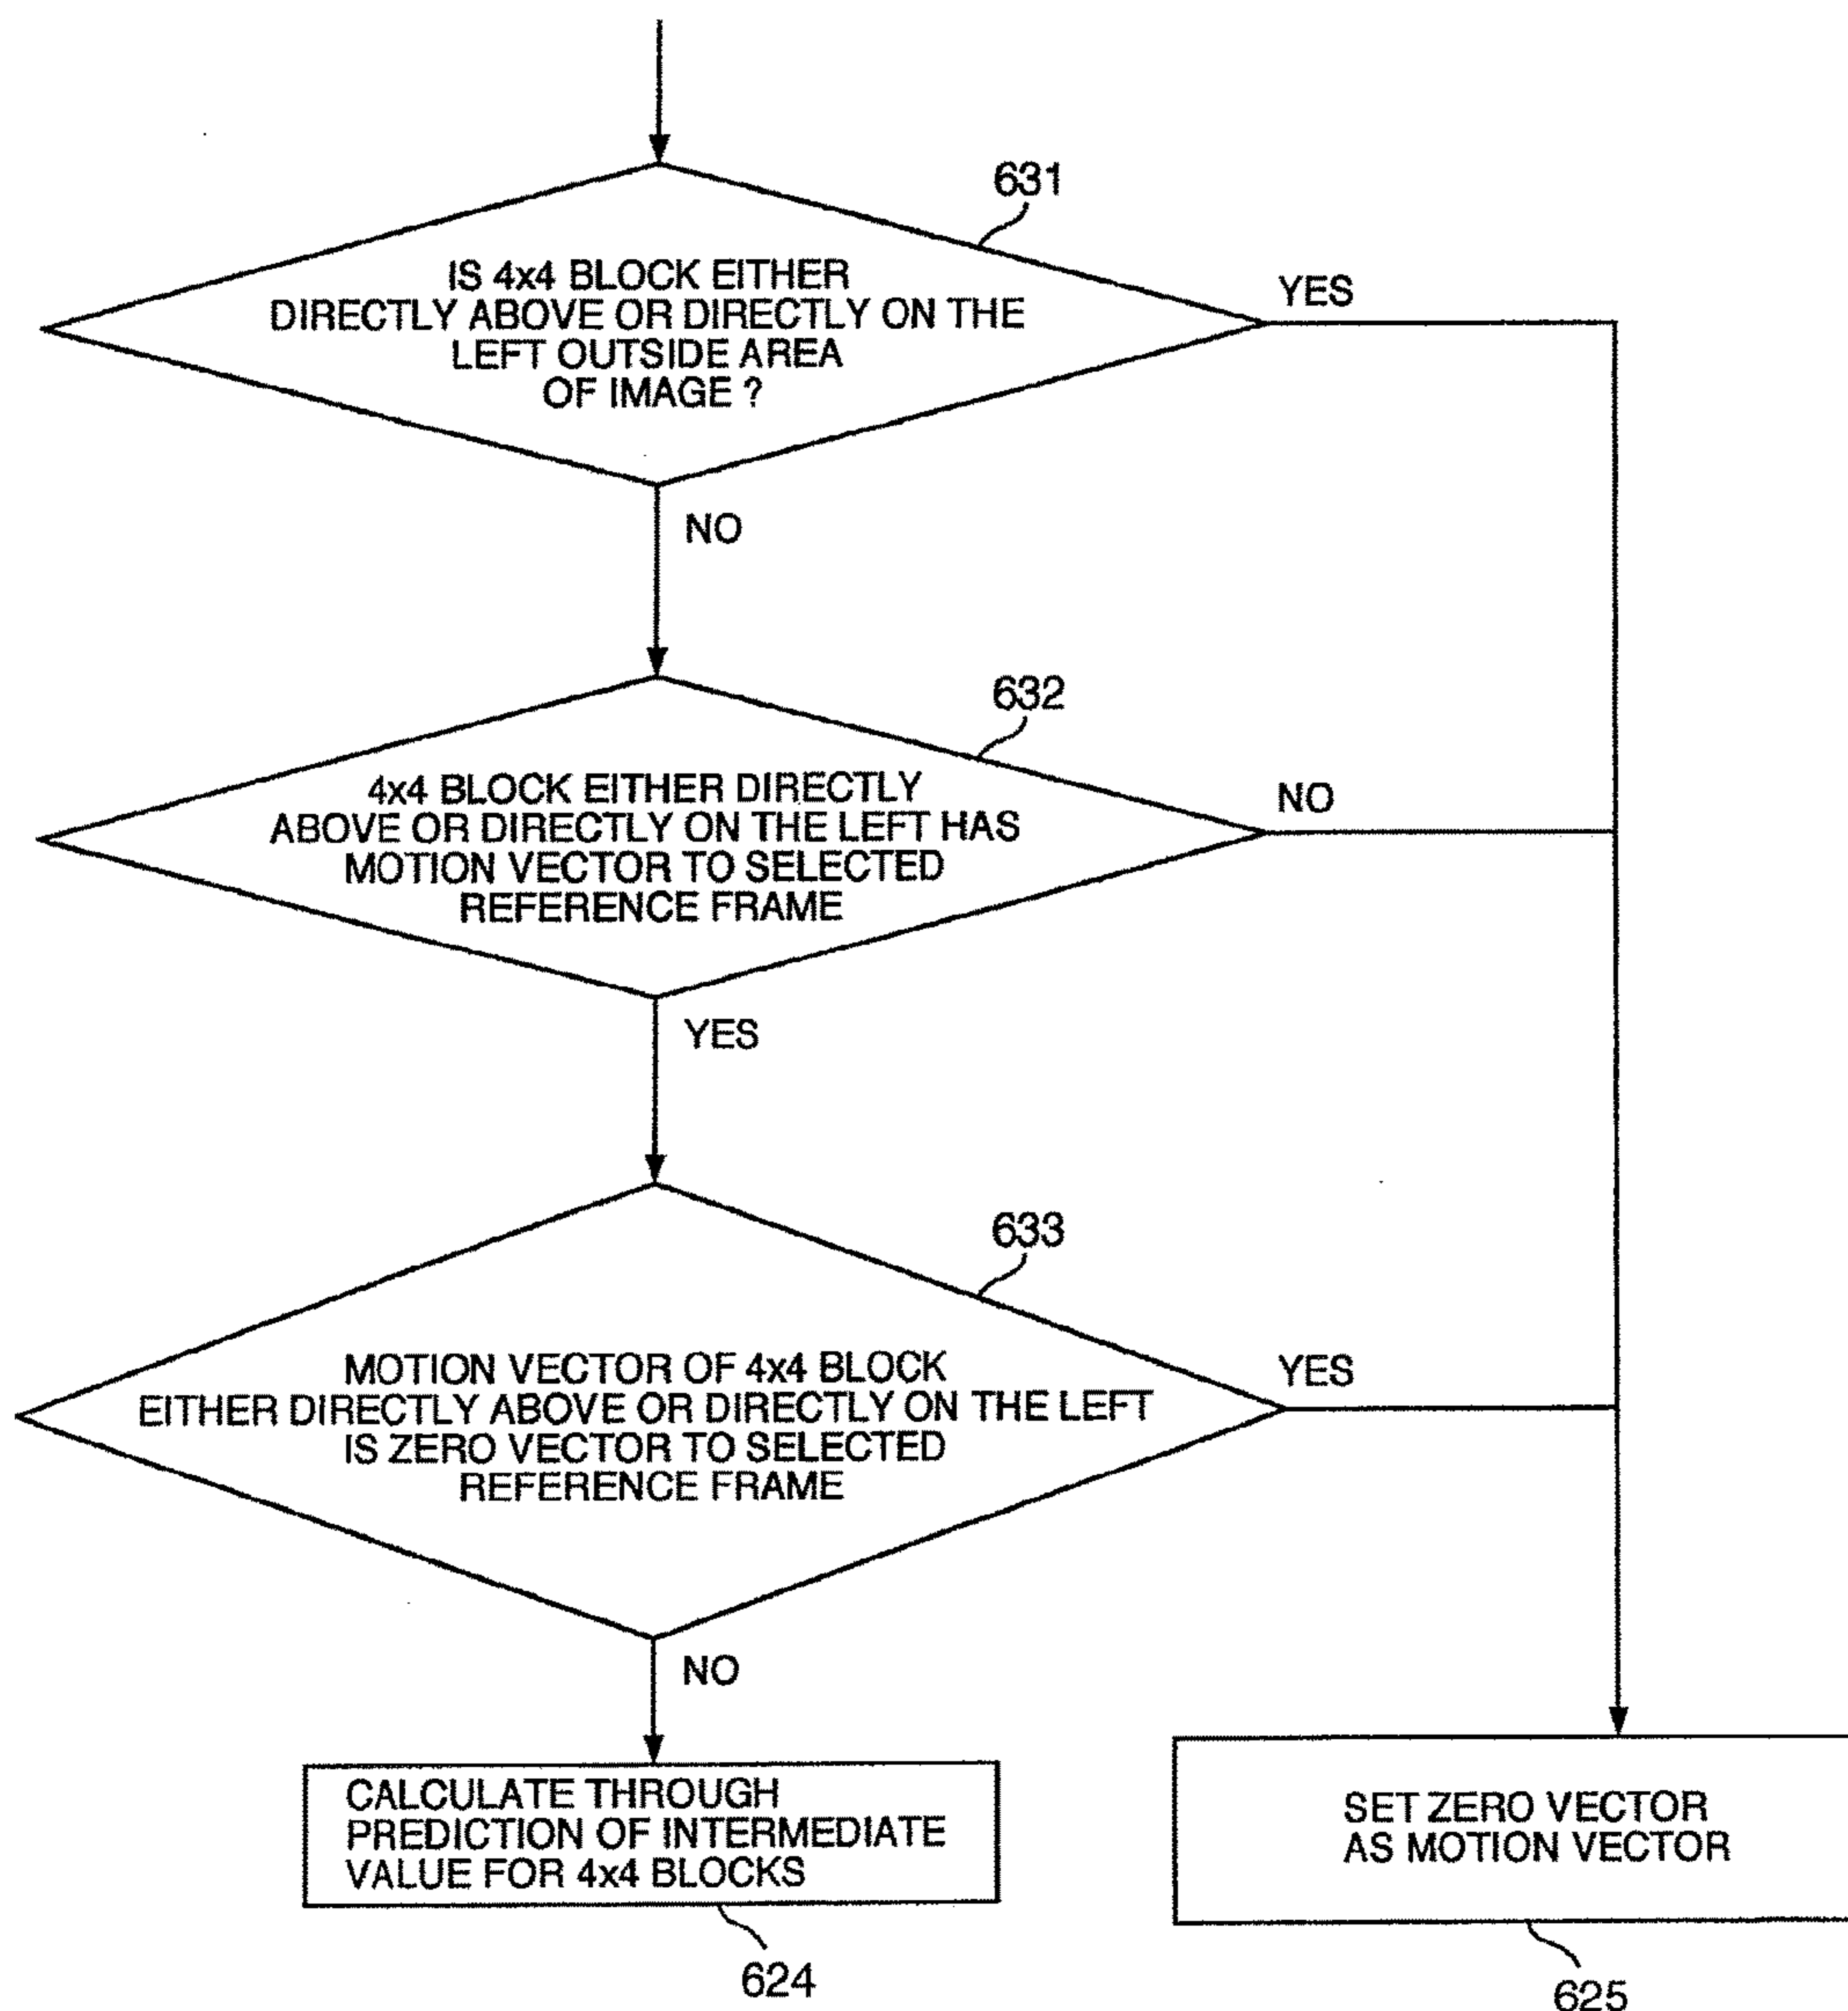 631
IS 4x4 BLOCK EITHER
DIRECTLY ABOVE OR DIRECTLY ON THE
LEFT OUTSIDE AREA
OF IMAGE ?
YES
NO
632
4x4 BLOCK EITHER DIRECTLY
ABOVE OR DIRECTLY ON THE LEFT HAS
MOTION VECTOR TO SELECTED
REFERENCE FRAME
NO
YES
633
MOTION VECTOR OF 4x4 BLOCK
EITHER DIRECTLY ABOVE OR DIRECTLY ON THE LEFT
IS ZERO VECTOR TO SELECTED
REFERENCE FRAME
YES
NO
CALCULATE THROUGH
PREDICTION OF INTERMEDIATE
VALUE FOR 4x4 BLOCKS
624
SET ZERO VECTOR
AS MOTION VECTOR
625